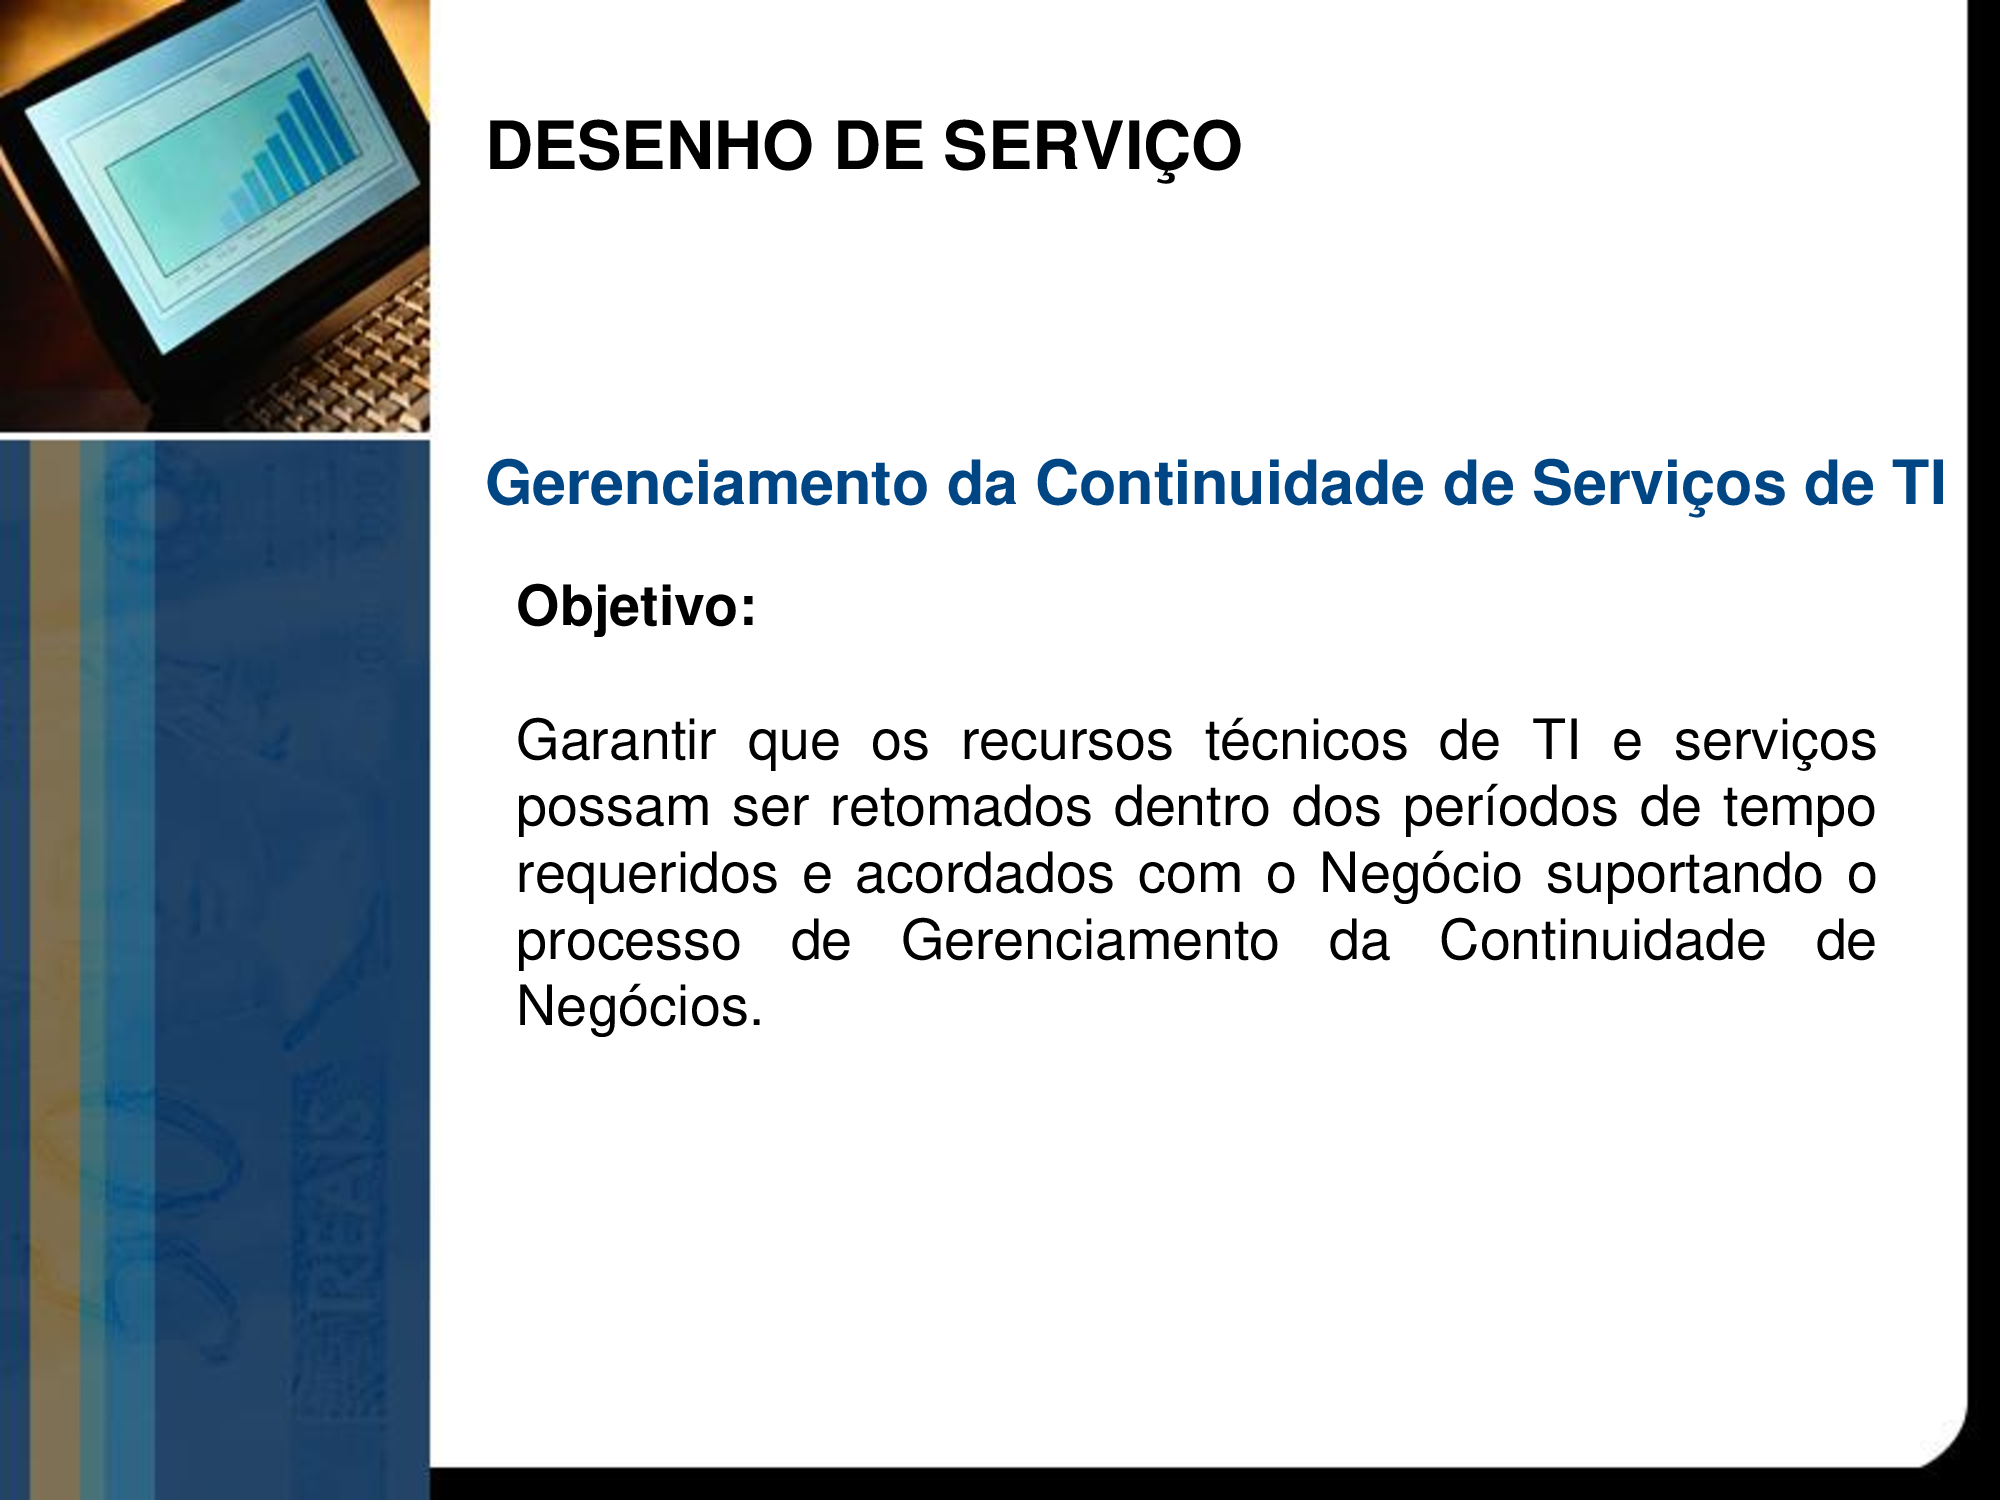 DESENHO DE SERVIÇO
Gerenciamento da Continuidade de Serviços de TI
Objetivo:
Garantir que os recursos técnicos de TI e serviços
possam ser retomados dentro dos períodos de tempo
requeridos e acordados com o Negócio suportando o
processo de Gerenciamento da Continuidade de
Negócios.
REAIS